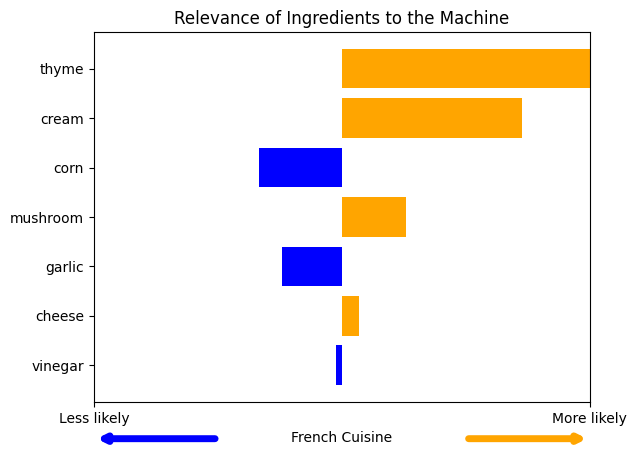 Relevance of Ingredients to the Machine
thyme
cream
corn
mushroom
garlic
cheese
vinegar
Less likely
More likely
French Cuisine